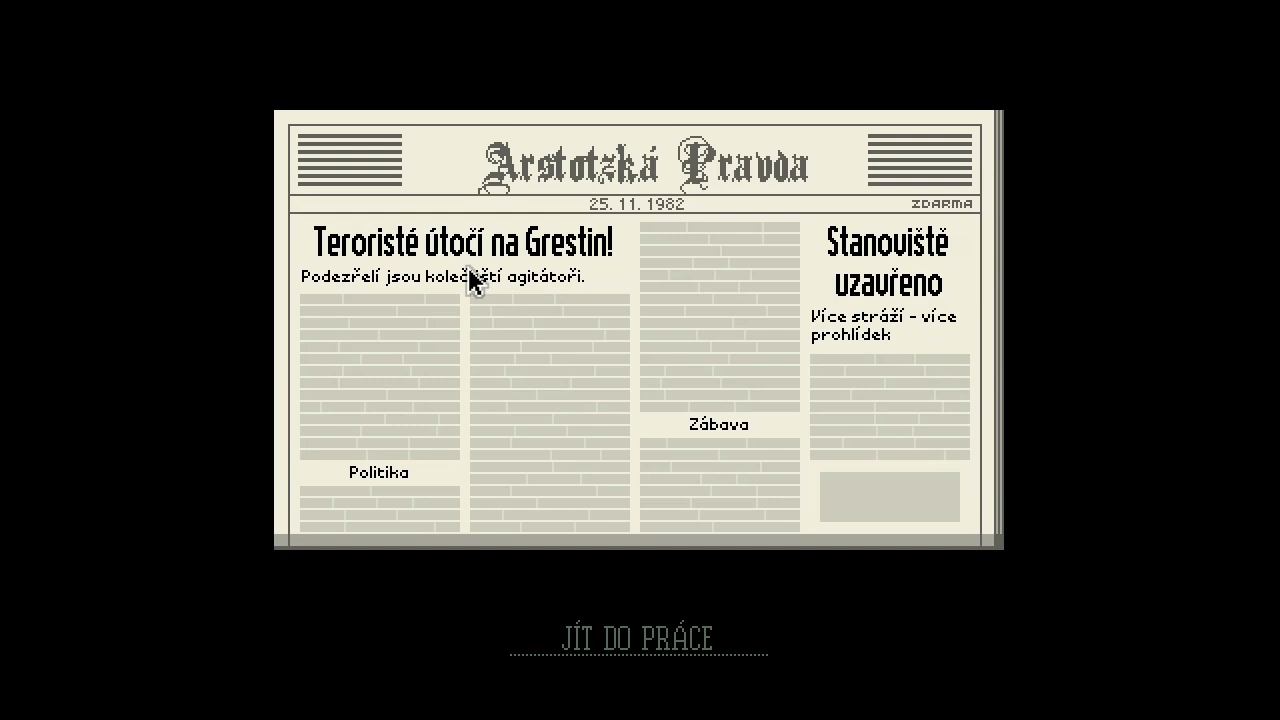 Arstotzká Pravda
25. 11. 1982
ZDARMA
Teroristé útočí na Grestin!
Podezřelí jsou kolečtí agitátoři.
Politika
Zábava
Stanoviště
uzavřeno
Více stráží - více
prohlídek
JÍT DO PRÁCE